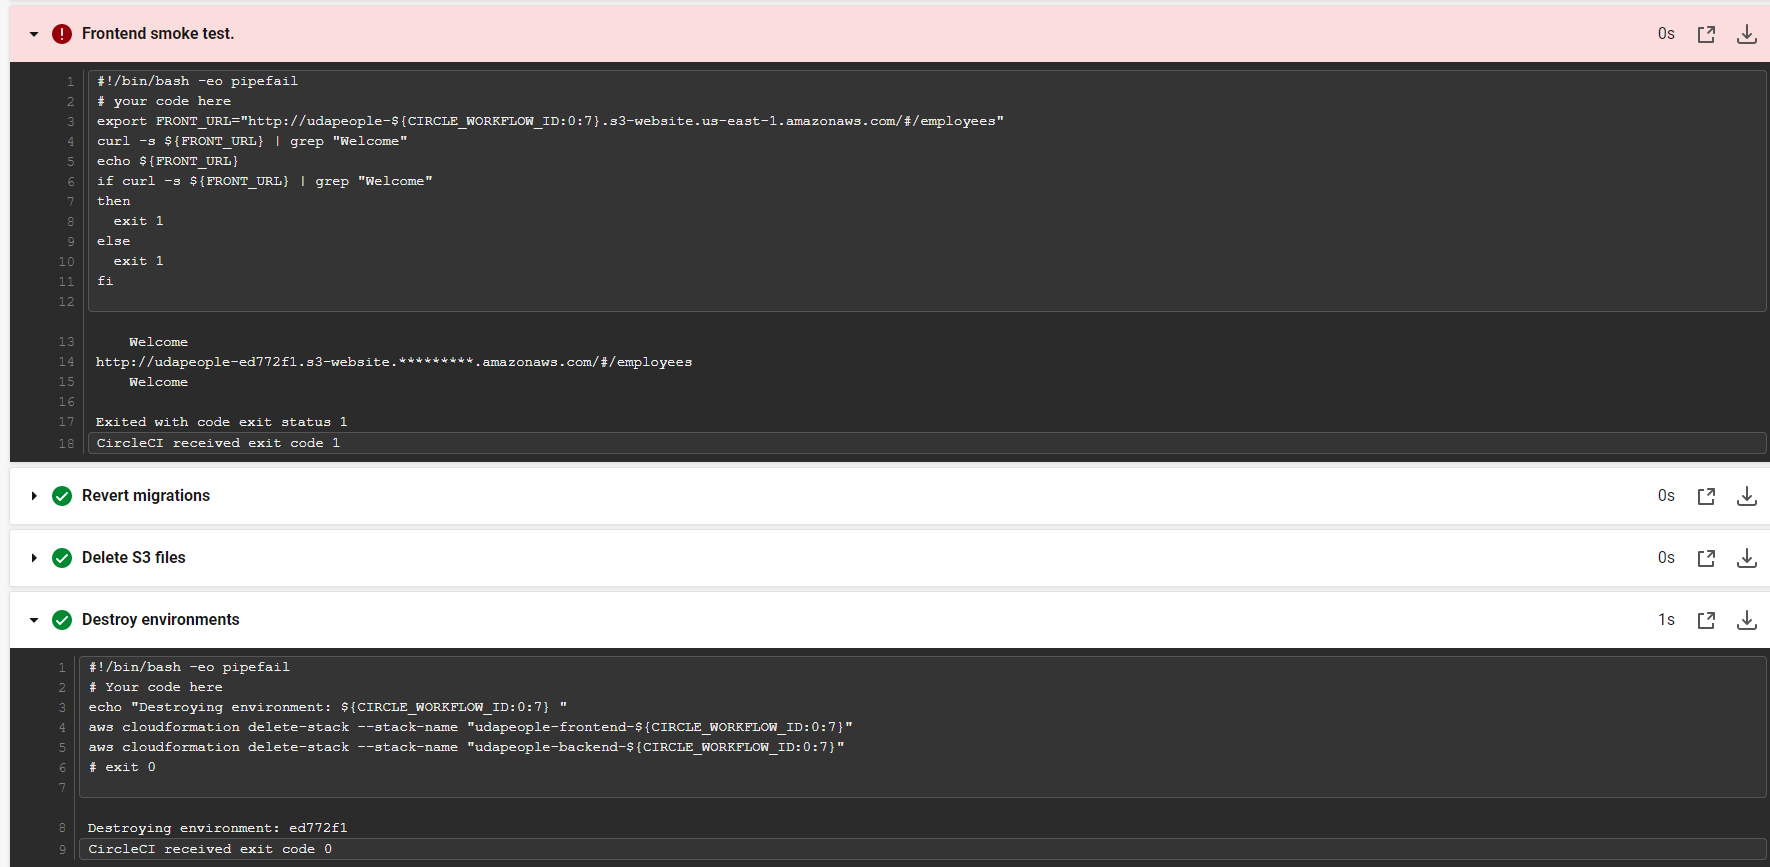 Frontend smoke test.
0s
1 #!/bin/bash -eo pipefail
2 # your code here
3 export FRONT_URL="http://udapeople-${CIRCLE_WORKFLOW_ID:0:7}.s3-website.us-east-1.amazonaws.com/#/employees"
4 curl -s ${FRONT_URL} | grep "Welcome"
5 echo ${FRONT_URL}
6 if curl -s ${FRONT_URL} | grep "Welcome"
7 then
8   exit 1
9 else
10   exit 1
11 fi
12
13     Welcome
14 http://udapeople-ed772f1.s3-website.*********.amazonaws.com/#/employees
15     Welcome
16
17 Exited with code exit status 1
18 CircleCI received exit code 1
Revert migrations
0s
Delete S3 files
0s
Destroy environments
1s
1 #!/bin/bash -eo pipefail
2 # Your code here
3 echo "Destroying environment: ${CIRCLE_WORKFLOW_ID:0:7} "
4 aws cloudformation delete-stack --stack-name "udapeople-frontend-${CIRCLE_WORKFLOW_ID:0:7}"
5 aws cloudformation delete-stack --stack-name "udapeople-backend-${CIRCLE_WORKFLOW_ID:0:7}"
6 # exit 0
7
8 Destroying environment: ed772f1
9 CircleCI received exit code 0